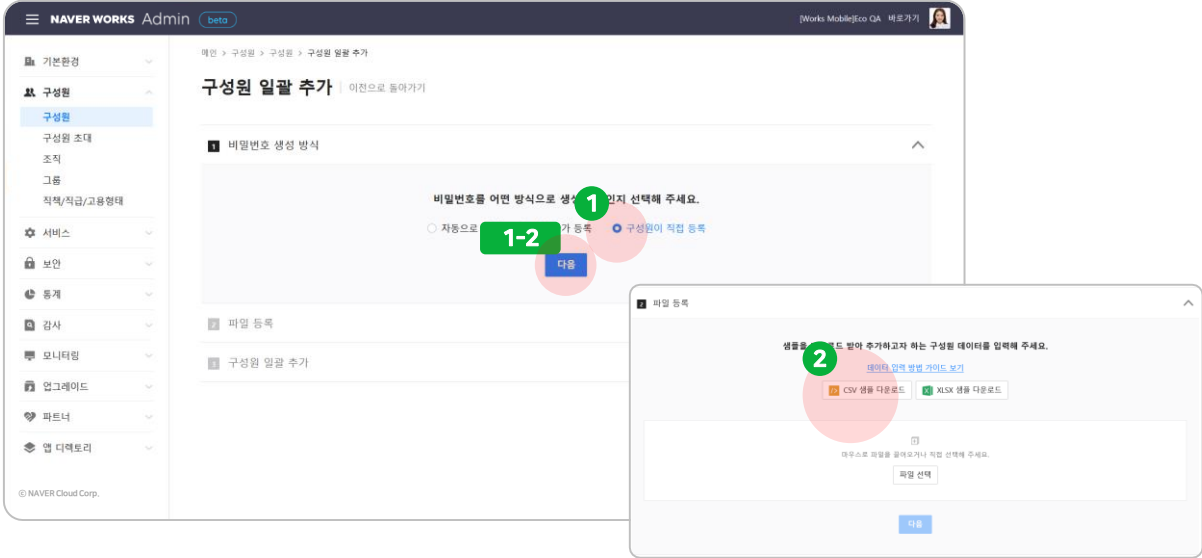 NAVER WORKS Admin beta
[Works Mobile]Eco QA 바로가기
기본환경
구성원
구성원
구성원 초대
조직
그룹
직책/직급/고용형태
서비스
보안
통계
감사
모니터링
업그레이드
파트너
앱 디렉토리
© NAVER Cloud Corp.
메인 > 구성원 > 구성원 > 구성원 일괄 추가
구성원 일괄 추가 이전으로 돌아가기
1 비밀번호 생성 방식
비밀번호를 어떤 방식으로 생성 인지 선택해 주세요.
1
자동으로 가 등록 구성원이 직접 등록
1-2
다음
2 파일 등록
3 구성원 일괄 추가
2 파일 등록
샘플을 로드 받아 추가하고자 하는 구성원 데이터를 입력해 주세요.
2
데이터 입력 방법 가이드 보기
CSV 샘플 다운로드 XLSX 샘플 다운로드
마우스로 파일을 끌어오거나 직접 선택해 주세요.
파일 선택
다음